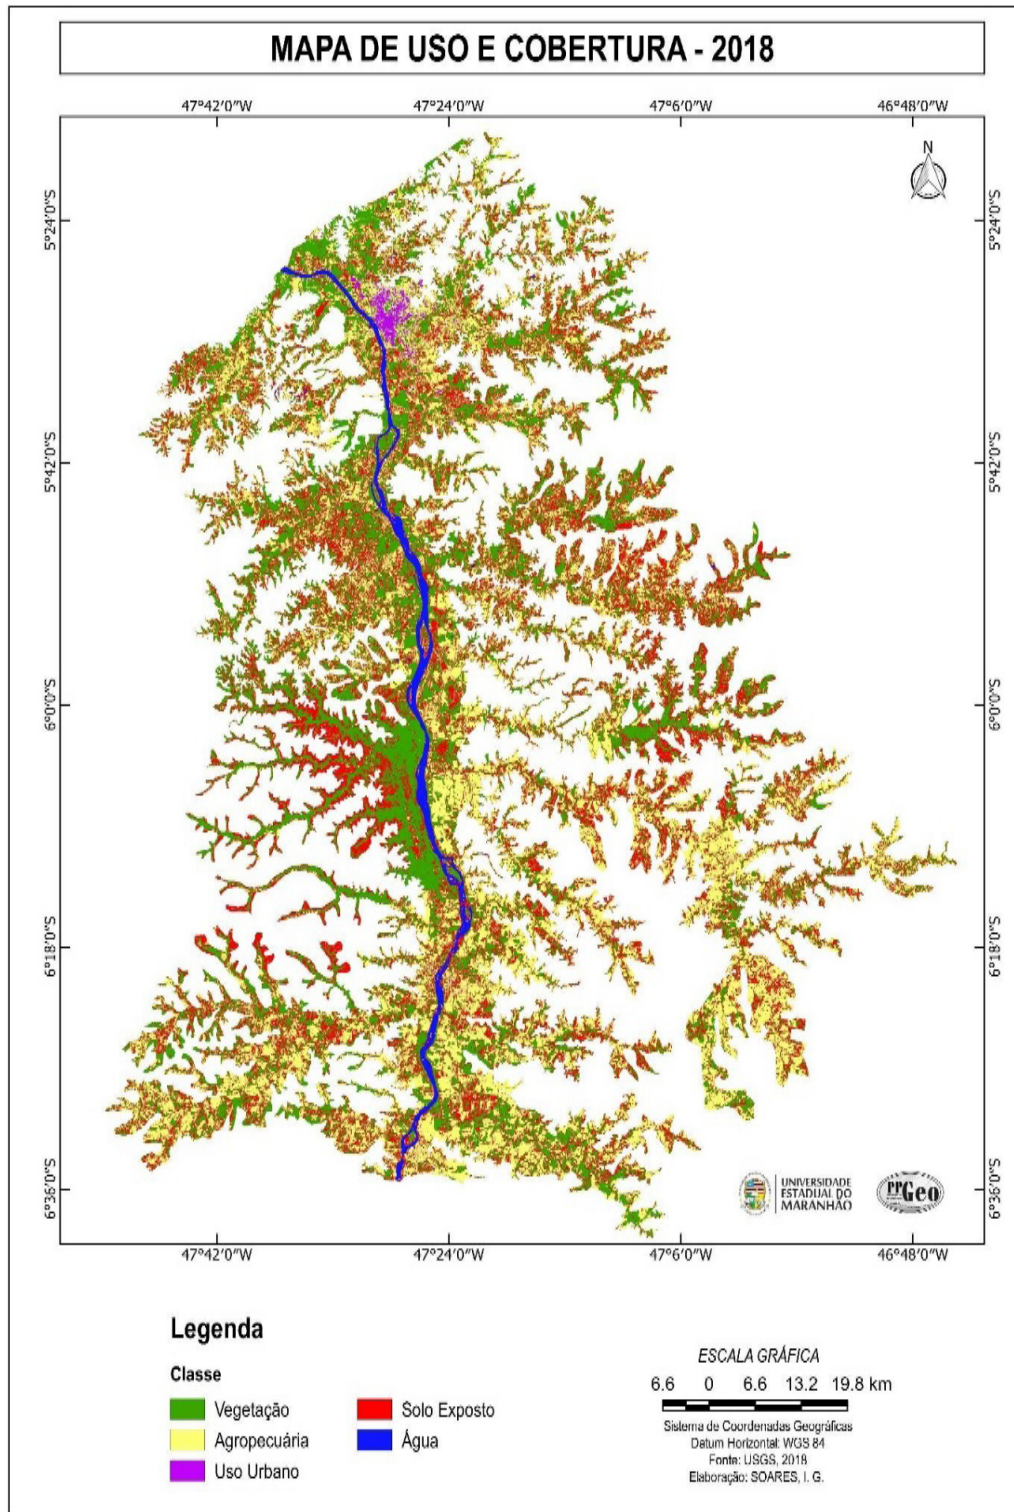 MAPA DE USO E COBERTURA - 2018
47°42'0"W 47°24'0"W 47°6'0"W 46°48'0"W
N
5°24'0"S 5°24'0"S
5°42'0"S 5°42'0"S
6°0'0"S 6°0'0"S
6°18'0"S 6°18'0"S
6°36'0"S 6°36'0"S
UNIVERSIDADE
ESTADUAL DO
MARANHÃO
PPGeo
47°42'0"W 47°24'0"W 47°6'0"W 46°48'0"W
Legenda
Classe
Vegetação
Agropecuária
Uso Urbano
Solo Exposto
Água
ESCALA GRÁFICA
6.6 0 6.6 13.2 19.8 km
Sistema de Coordenadas Geográficas
Datum Horizontal: WGS 84
Fonte: USGS, 2018
Elaboração: SOARES, I. G.